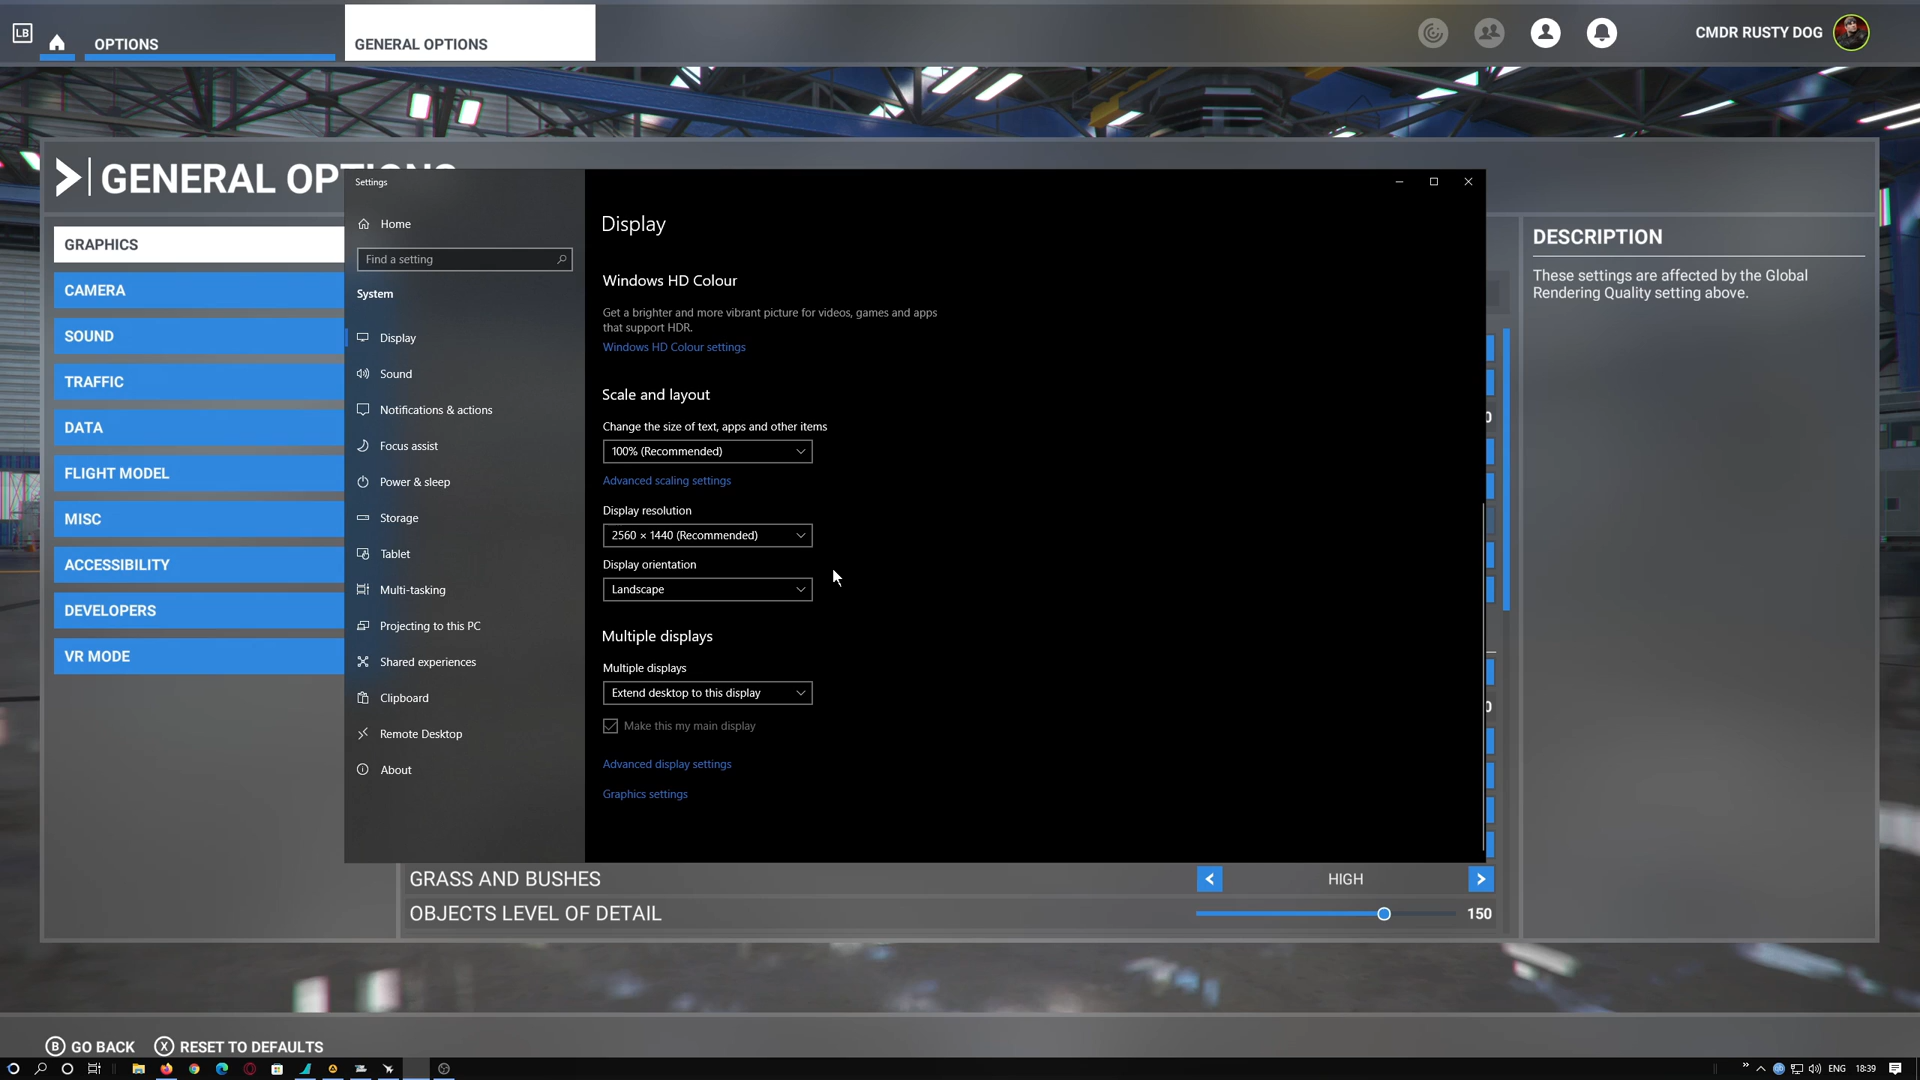 LB
OPTIONS
GENERAL OPTIONS
CMDR RUSTY DOG
GENERAL OPTIONS
GRAPHICS
CAMERA
SOUND
TRAFFIC
DATA
FLIGHT MODEL
MISC
ACCESSIBILITY
DEVELOPERS
VR MODE
Settings
Home
Find a setting
System
Display
Sound
Notifications & actions
Focus assist
Power & sleep
Storage
Tablet
Multi-tasking
Projecting to this PC
Shared experiences
Clipboard
Remote Desktop
About
Display
Windows HD Colour
Get a brighter and more vibrant picture for videos, games and apps
that support HDR.
Windows HD Colour settings
Scale and layout
Change the size of text, apps and other items
100% (Recommended)
Advanced scaling settings
Display resolution
2560 × 1440 (Recommended)
Display orientation
Landscape
Multiple displays
Multiple displays
Extend desktop to this display
Make this my main display
Advanced display settings
Graphics settings
DESCRIPTION
These settings are affected by the Global
Rendering Quality setting above.
GRASS AND BUSHES HIGH
OBJECTS LEVEL OF DETAIL 150
B GO BACK X RESET TO DEFAULTS
ENG 18:39